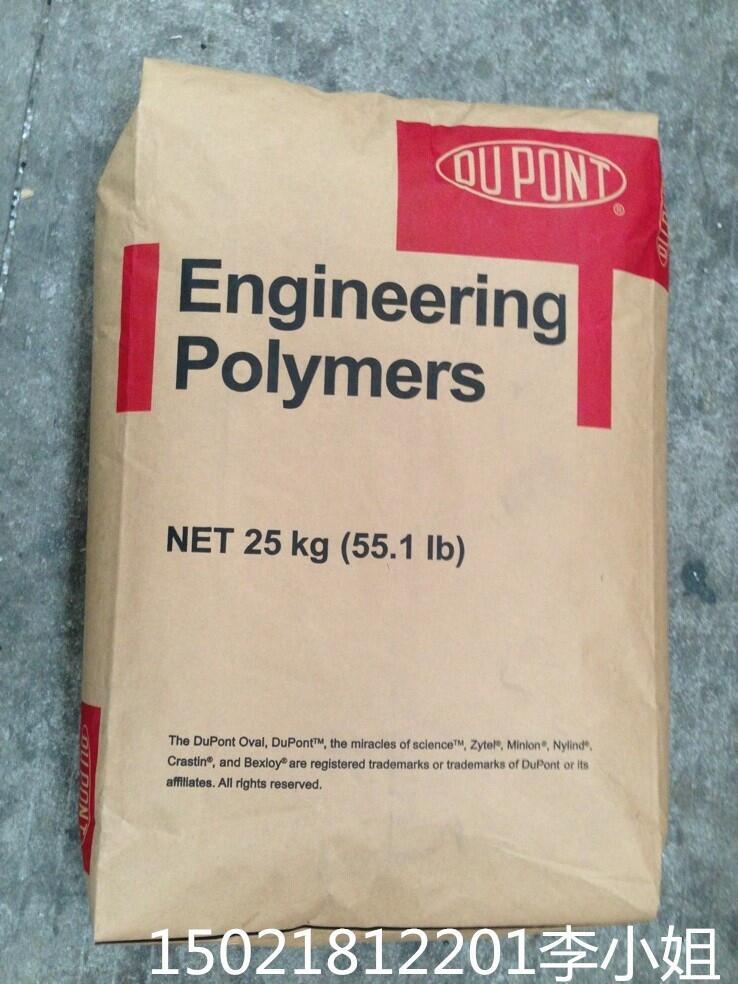 DU PONT®
Engineering
Polymers
NET 25 kg (55.1 lb)
The DuPont Oval, DuPont™, the miracles of science™, Zytel®, Minlon®, Nylind®,
Crastin®, and Bexloy® are registered trademarks or trademarks of DuPont or its
affiliates. All rights reserved.
DU PONT
15021812201李小姐